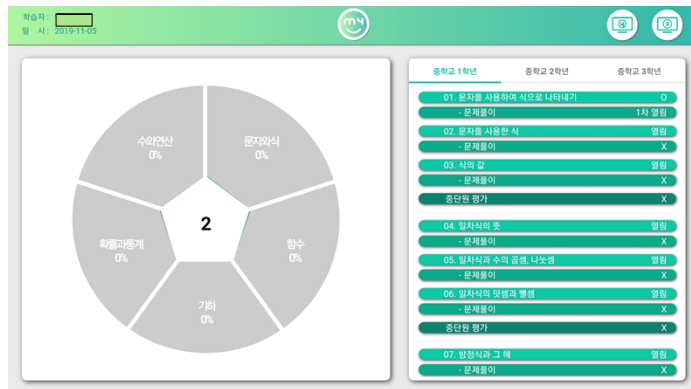 학습자 :
일 시 : 2019-11-05
my
수와연산
0%
문자와식
0%
확률과통계
0%
함수
0%
기하
0%
2
중학교 1학년 중학교 2학년 중학교 3학년
01. 문자를 사용하여 식으로 나타내기 O
- 문제풀이 1차 열림
02. 문자를 사용한 식 열림
- 문제풀이 X
03. 식의 값 열림
- 문제풀이 X
중단원 평가 X
04. 일차식의 뜻 열림
- 문제풀이 X
05. 일차식과 수의 곱셈, 나눗셈 열림
- 문제풀이 X
06. 일차식의 덧셈과 뺄셈 열림
- 문제풀이 X
중단원 평가 X
07. 방정식과 그 해 열림
- 문제풀이 X